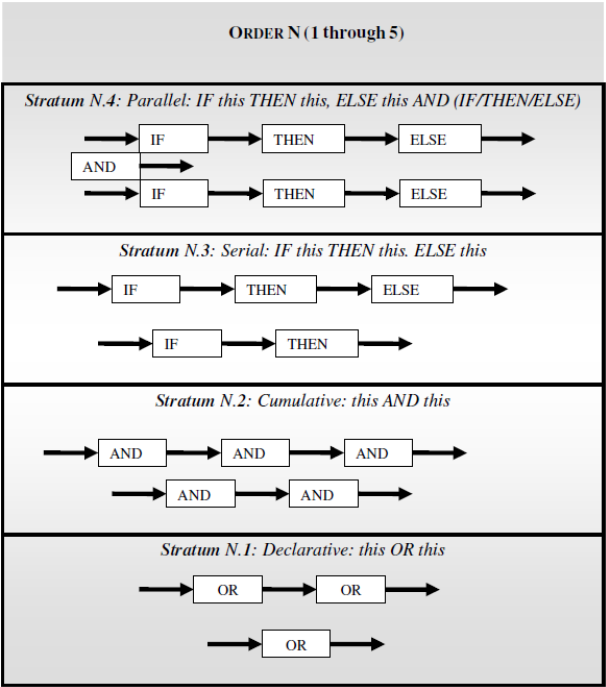 ORDER N (1 through 5)
Stratum N.4: Parallel: IF this THEN this, ELSE this AND (IF/THEN/ELSE)
IF THEN ELSE
AND
IF THEN ELSE
Stratum N.3: Serial: IF this THEN this. ELSE this
IF THEN ELSE
IF THEN
Stratum N.2: Cumulative: this AND this
AND AND AND
AND AND
Stratum N.1: Declarative: this OR this
OR OR
OR